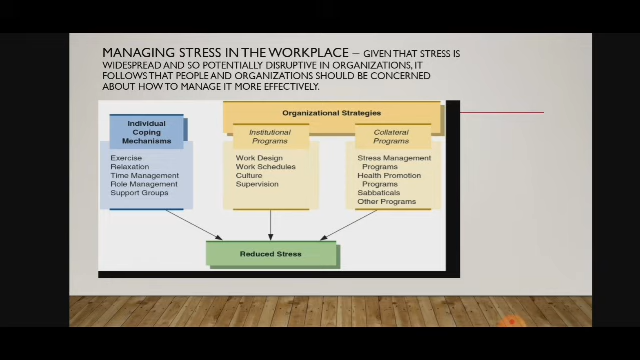 MANAGING STRESS IN THE WORKPLACE – GIVEN THAT STRESS IS
WIDESPREAD AND SO POTENTIALLY DISRUPTIVE IN ORGANIZATIONS, IT
FOLLOWS THAT PEOPLE AND ORGANIZATIONS SHOULD BE CONCERNED
ABOUT HOW TO MANAGE IT MORE EFFECTIVELY.
Individual
Coping
Mechanisms
Exercise
Relaxation
Time Management
Role Management
Support Groups
Organizational Strategies
Institutional
Programs
Work Design
Work Schedules
Culture
Supervision
Collateral
Programs
Stress Management
Programs
Health Promotion
Programs
Sabbaticals
Other Programs
Reduced Stress